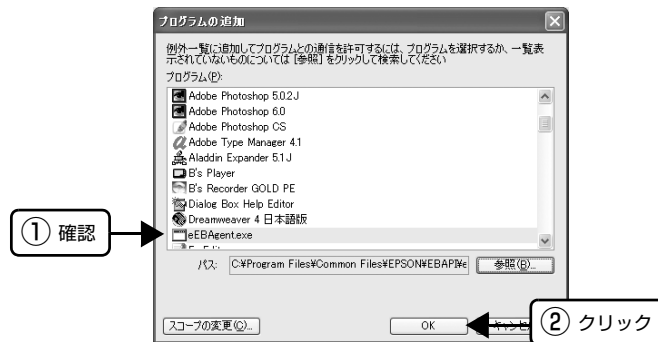 プログラムの追加
例外一覧に追加してプログラムとの通信を許可するには、プログラムを選択するか、一覧表
示されていないものについては [参照] をクリックして検索してください
プログラム(P):
Adobe Photoshop 5.0.2J
Adobe Photoshop 6.0
Adobe Photoshop CS
Adobe Type Manager 4.1
Aladdin Expander 5.1J
B's Player
B's Recorder GOLD PE
Dialog Box Help Editor
Dreamweaver 4 日本語版
eEBAgent.exe
① 確認
パス: C:¥Program Files¥Common Files¥EPSON¥EBAPI¥e
参照(B)...
スコープの変更(C)...
OK
② クリック